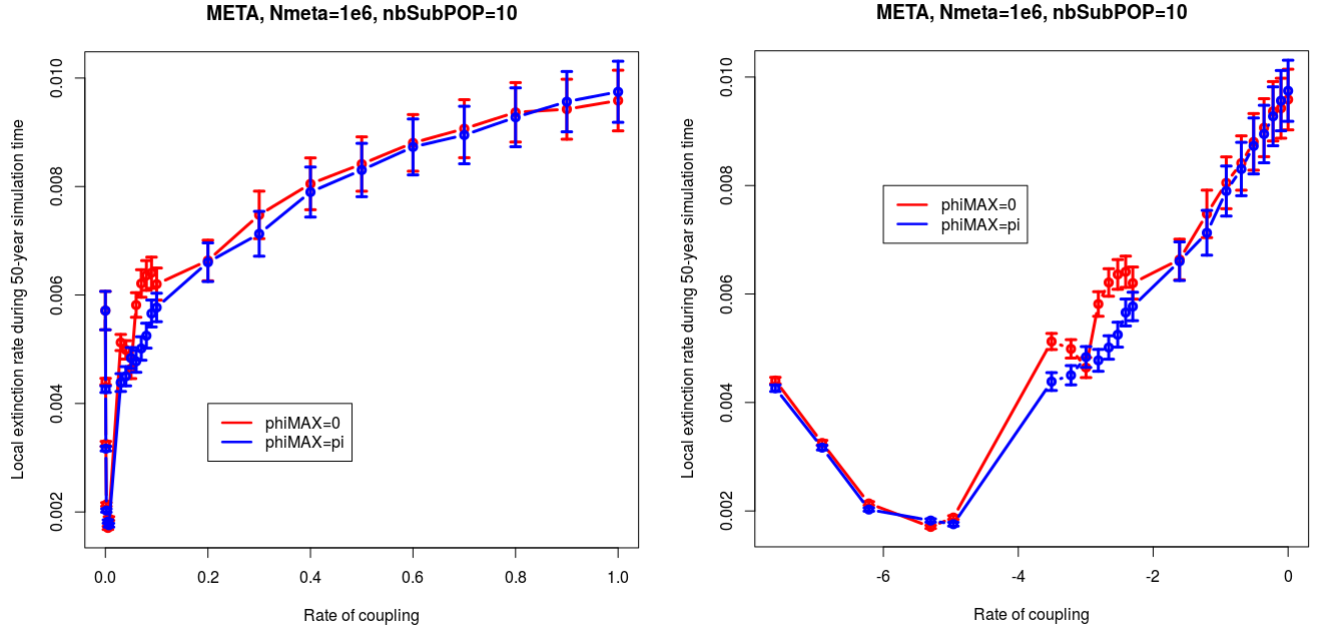 META, Nmeta=1e6, nbSubPOP=10
Local extinction rate during 50-year simulation time
0.010
0.008
0.006
0.004
0.002
phiMAX=0
phiMAX=pi
0.0 0.2 0.4 0.6 0.8 1.0
Rate of coupling
META, Nmeta=1e6, nbSubPOP=10
Local extinction rate during 50-year simulation time
0.010
0.008
0.006
0.004
0.002
phiMAX=0
phiMAX=pi
-6 -4 -2 0
Rate of coupling